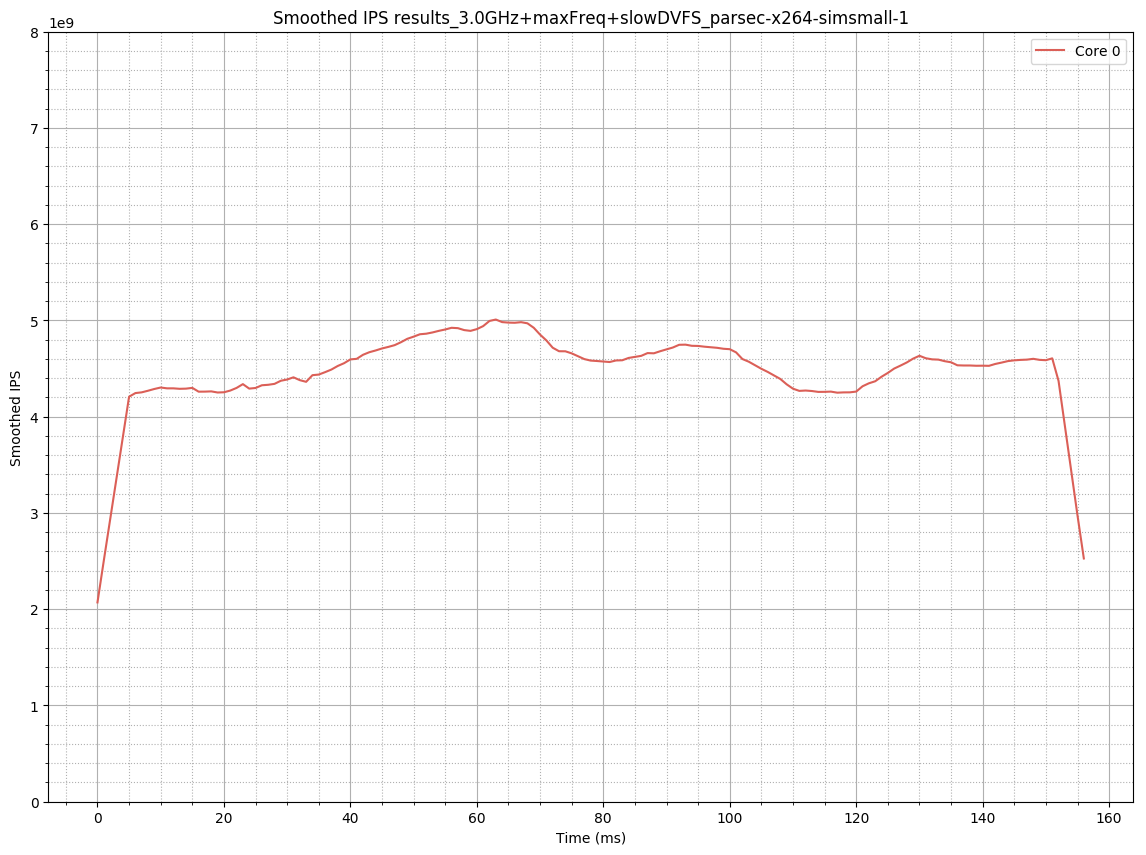 Smoothed IPS results_3.0GHz+maxFreq+slowDVFS_parsec-x264-simsmall-1
1e9
Core 0
8
7
6
5
4
3
2
1
0
Smoothed IPS
0 20 40 60 80 100 120 140 160
Time (ms)